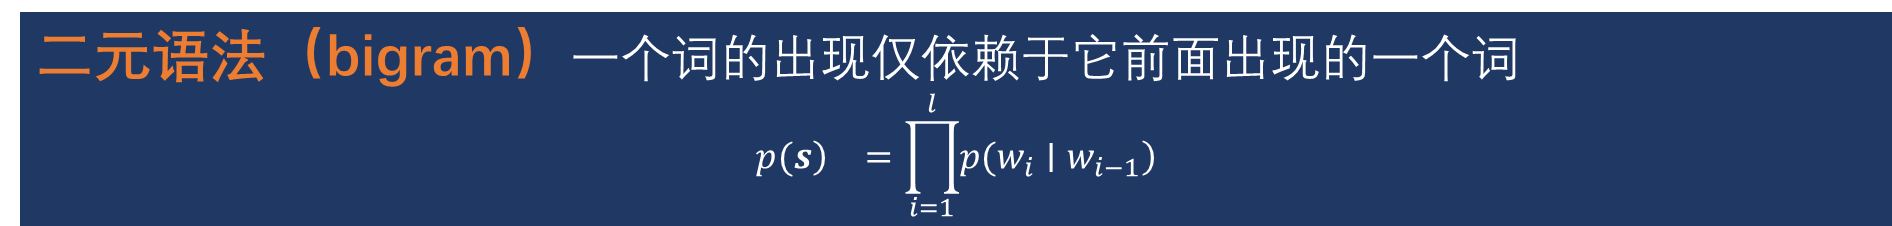 二元语法（bigram） 一个词的出现仅依赖于它前面出现的一个词
p(s) = ∏_{i=1}^{l} p(w_i | w_{i−1})